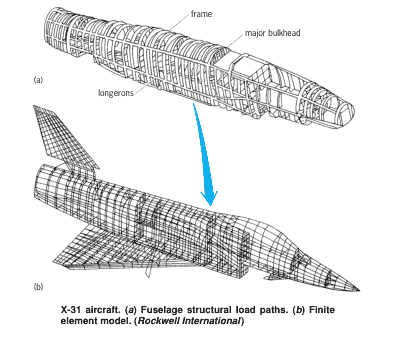 frame
major bulkhead
(a)
longerons
(b)
X-31 aircraft. (a) Fuselage structural load paths. (b) Finite
element model. (Rockwell International)